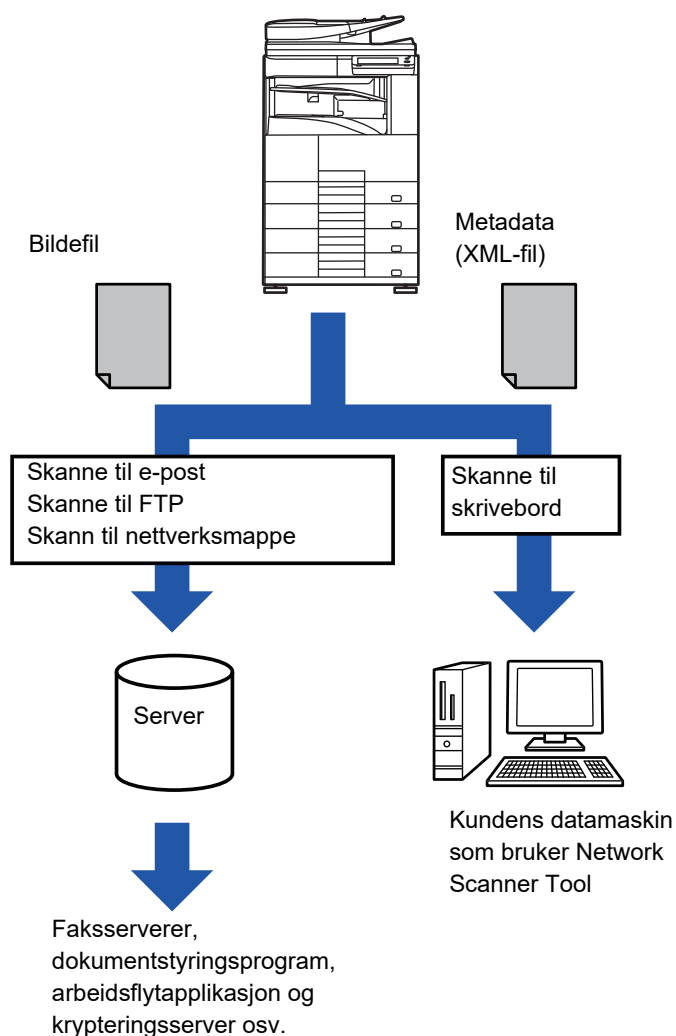 Bildefil
Metadata
(XML-fil)
Skanne til e-post
Skanne til FTP
Skann til nettverksmappe
Skanne til
skrivebord
Server
Kundens datamaskin
som bruker Network
Scanner Tool
Faksserverer,
dokumentstyringsprogram,
arbeidsflytapplikasjon og
krypteringsserver osv.